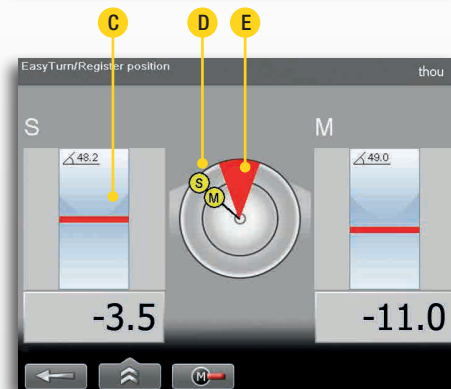 C D E
EasyTurn/Register position
thou
S M
48.2 49.0
S
M
-3.5 -11.0
M